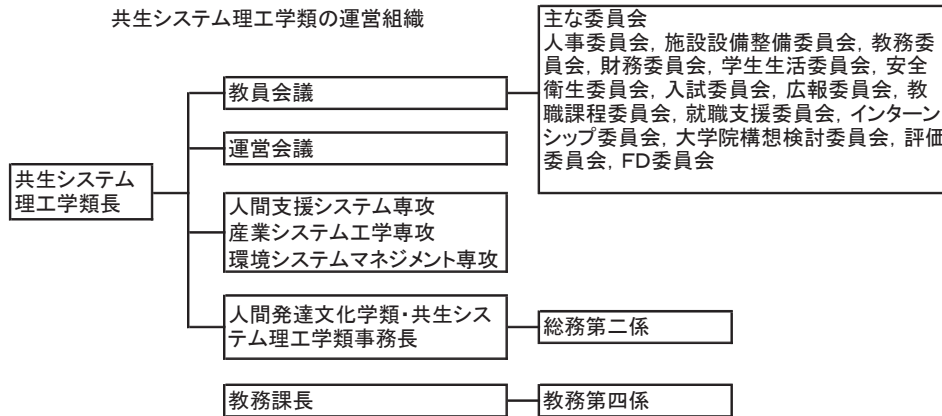 共生システム理工学類の運営組織
主な委員会
人事委員会, 施設設備整備委員会, 教務委
員会, 財務委員会, 学生生活委員会, 安全
衛生委員会, 入試委員会, 広報委員会, 教
職課程委員会, 就職支援委員会, インターン
シップ委員会, 大学院構想検討委員会, 評価
委員会, FD委員会
教員会議
運営会議
共生システム
理工学類長
人間支援システム専攻
産業システム工学専攻
環境システムマネジメント専攻
人間発達文化学類・共生シス
テム理工学類事務長
総務第二係
教務課長
教務第四係